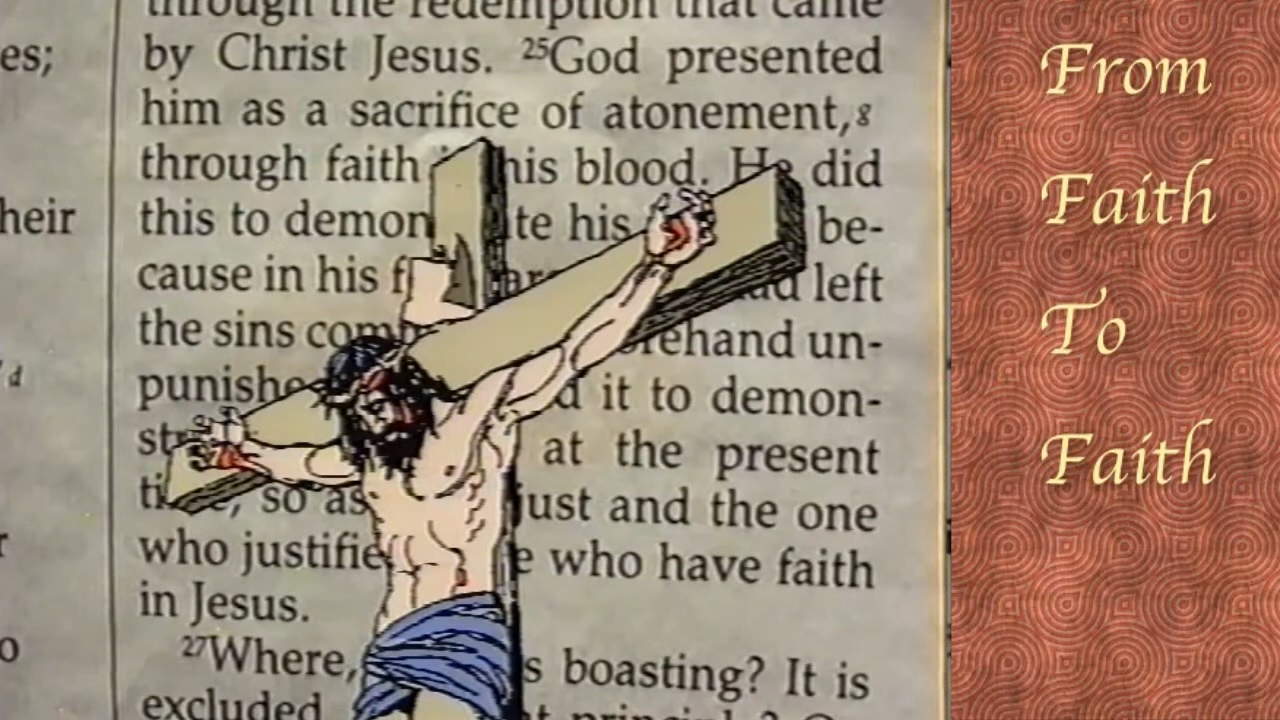 through the redemption that came
es;
by Christ Jesus. 25God presented
him as a sacrifice of atonement,g
through faith his blood. He did
heir
this to demon te his be-
cause in his left
the sins ehand un-
d
punishe it to demon-
at the present
so as just and the one
who justifie e who have faith
in Jesus.
o
27Where, s boasting? It is
excluded
From
Faith
To
Faith